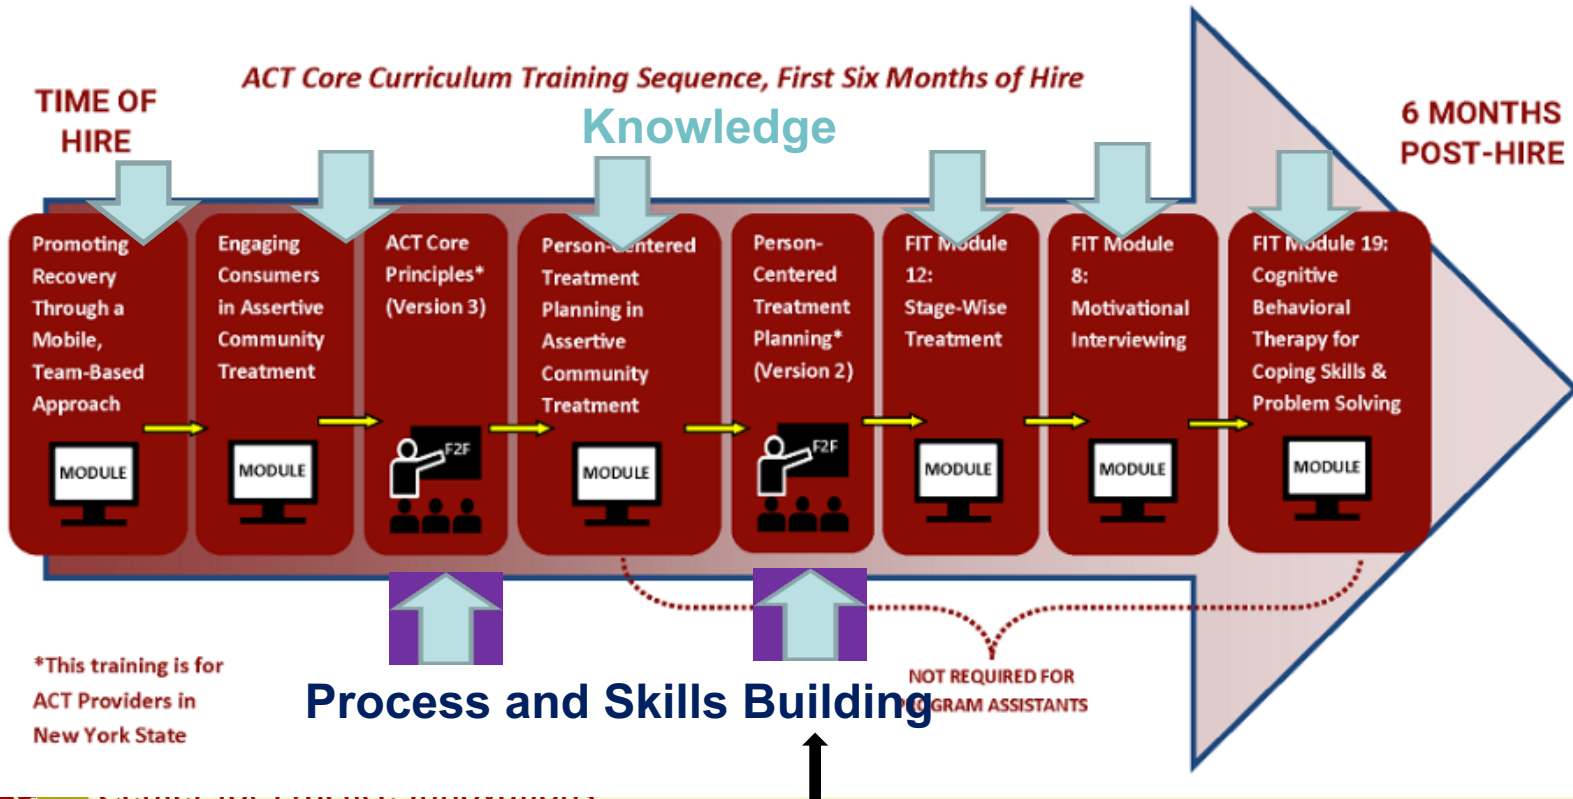 ACT Core Curriculum Training Sequence, First Six Months of Hire
TIME OF
HIRE
Knowledge
6 MONTHS
POST-HIRE
Promoting
Recovery
Through a
Mobile,
Team-Based
Approach
MODULE
Engaging
Consumers
in Assertive
Community
Treatment
MODULE
ACT Core
Principles*
(Version 3)
F2F
Person-Centered
Treatment
Planning in
Assertive
Community
Treatment
MODULE
Person-
Centered
Treatment
Planning*
(Version 2)
F2F
FIT Module
12:
Stage-Wise
Treatment
MODULE
FIT Module
8:
Motivational
Interviewing
MODULE
FIT Module 19:
Cognitive
Behavioral
Therapy for
Coping Skills &
Problem Solving
MODULE
*This training is for
ACT Providers in
New York State
Process and Skills Building
NOT REQUIRED FOR
PROGRAM ASSISTANTS